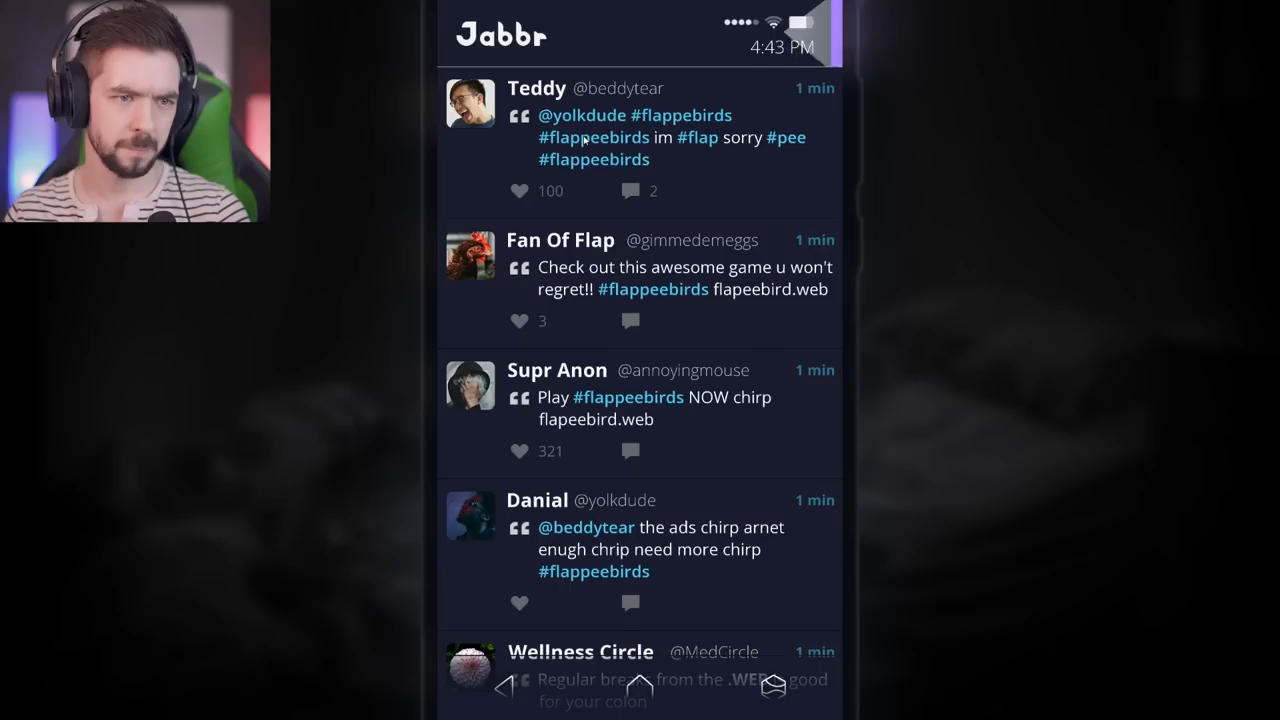 Jabbr
4:43 PM
Teddy @beddytear 1 min
@yolkdude #flappebirds
#flappeebirds im #flap sorry #pee
#flappeebirds
100 2
Fan Of Flap @gimmedemeggs 1 min
Check out this awesome game u won't
regret!! #flappeebirds flapeebird.web
3
Supr Anon @annoyingmouse 1 min
Play #flappeebirds NOW chirp
flapeebird.web
321
Danial @yolkdude 1 min
@beddytear the ads chirp arnet
enugh chrip need more chirp
#flappeebirds
Wellness Circle @MedCircle 1 min
Regular breaks from the .WEB good
for your colon